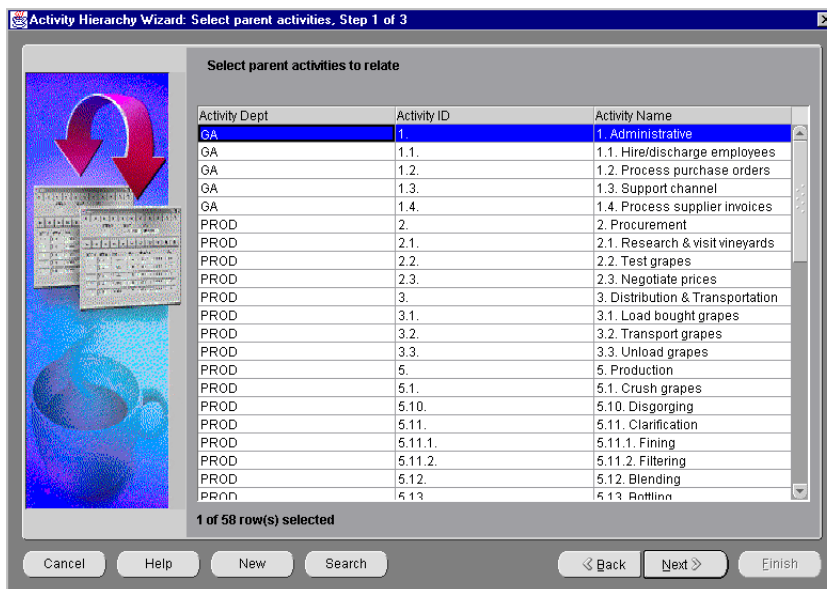 Activity Hierarchy Wizard: Select parent activities, Step 1 of 3
Select parent activities to relate
Activity Dept Activity ID Activity Name
GA 1. 1. Administrative
GA 1.1. 1.1. Hire/discharge employees
GA 1.2. 1.2. Process purchase orders
GA 1.3. 1.3. Support channel
GA 1.4. 1.4. Process supplier invoices
PROD 2. 2. Procurement
PROD 2.1. 2.1. Research & visit vineyards
PROD 2.2. 2.2. Test grapes
PROD 2.3. 2.3. Negotiate prices
PROD 3. 3. Distribution & Transportation
PROD 3.1. 3.1. Load bought grapes
PROD 3.2. 3.2. Transport grapes
PROD 3.3. 3.3. Unload grapes
PROD 5. 5. Production
PROD 5.1. 5.1. Crush grapes
PROD 5.10. 5.10. Disgorging
PROD 5.11. 5.11. Clarification
PROD 5.11.1. 5.11.1. Fining
PROD 5.11.2. 5.11.2. Filtering
PROD 5.12. 5.12. Blending
PROD 5.13. 5.13. Bottling
1 of 58 row(s) selected
Cancel Help New Search Back Next Finish